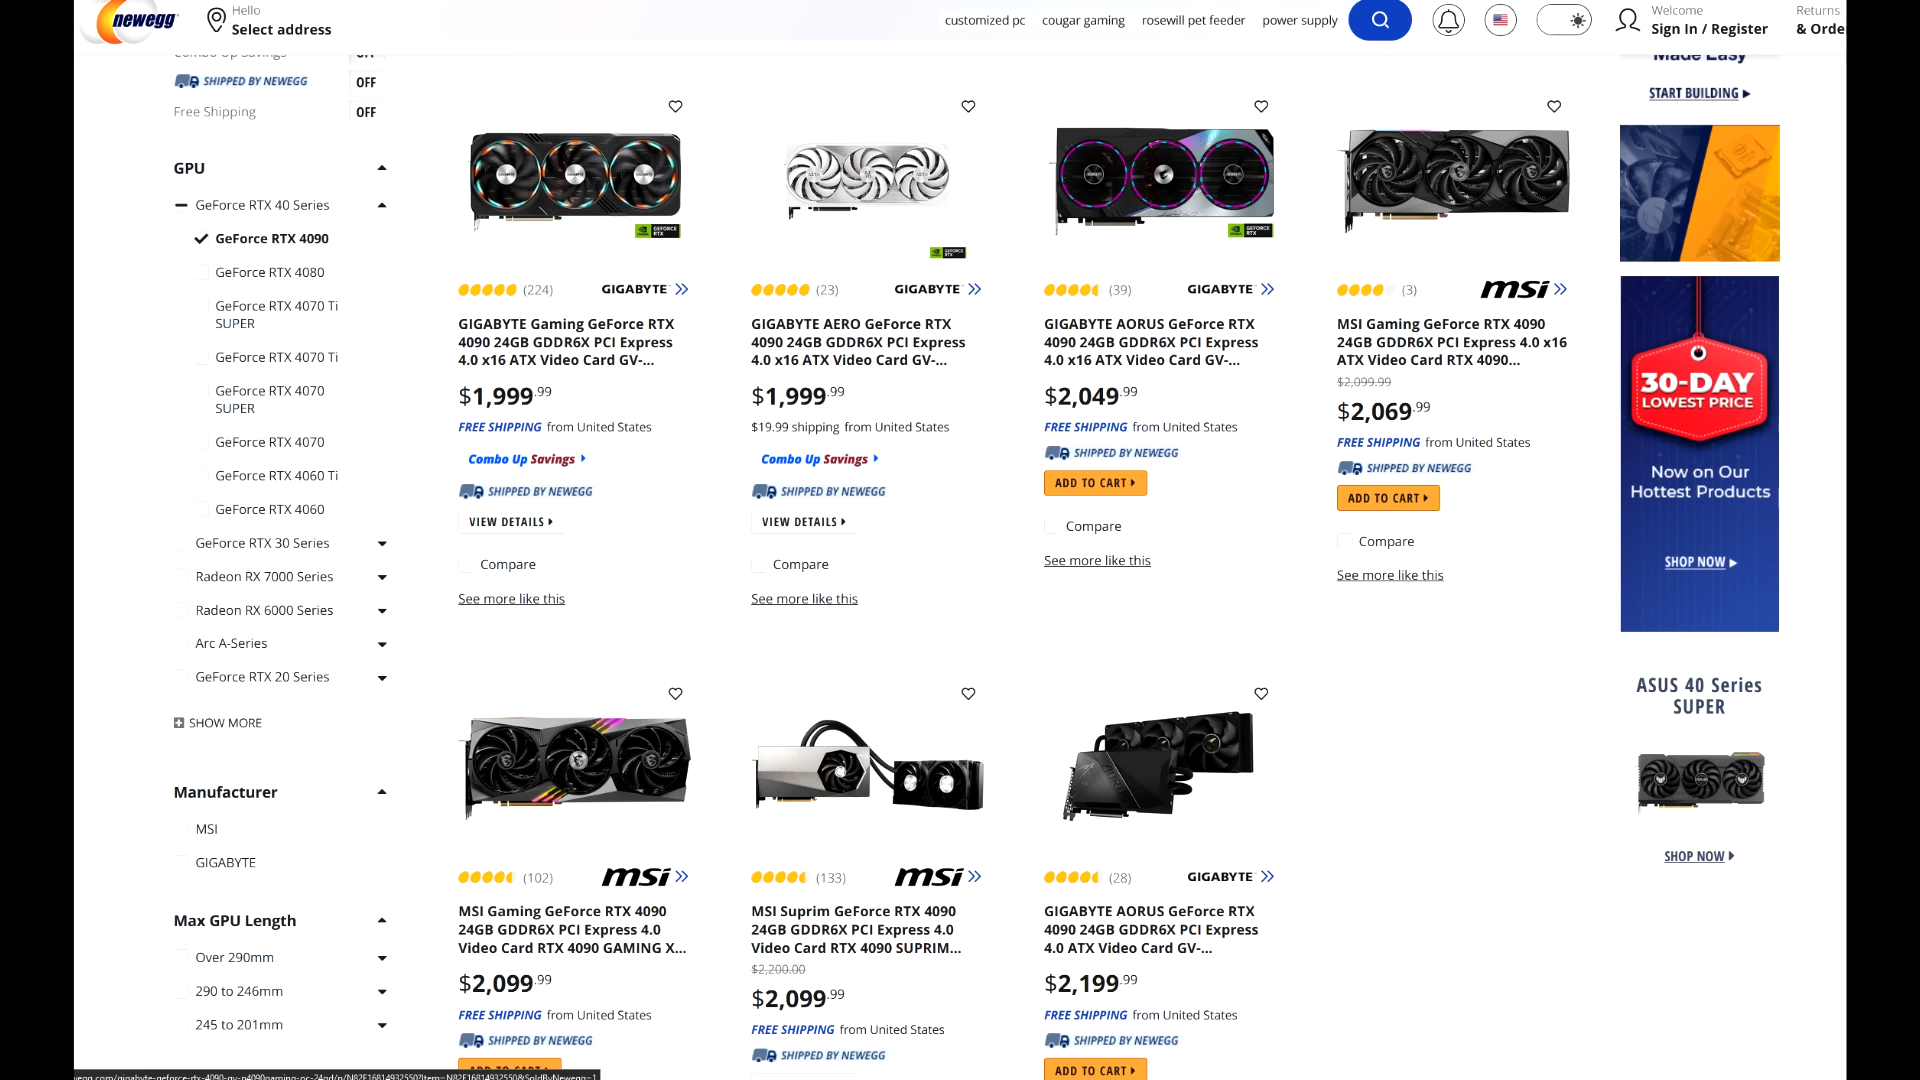 newegg
Hello
Select address
customized pc
cougar gaming
rosewill pet feeder
power supply
Welcome
Sign In / Register
Returns
& Orde
Combo Up Savings
OFF
SHIPPED BY NEWEGG
OFF
Free Shipping
OFF
GPU
GeForce RTX 40 Series
GeForce RTX 4090
GeForce RTX 4080
GeForce RTX 4070 Ti
SUPER
GeForce RTX 4070 Ti
GeForce RTX 4070
SUPER
GeForce RTX 4070
GeForce RTX 4060 Ti
GeForce RTX 4060
GeForce RTX 30 Series
Radeon RX 7000 Series
Radeon RX 6000 Series
Arc A-Series
GeForce RTX 20 Series
SHOW MORE
Manufacturer
MSI
GIGABYTE
Max GPU Length
Over 290mm
290 to 246mm
245 to 201mm
GEFORCE
RTX
(224)
GIGABYTE
GIGABYTE Gaming GeForce RTX
4090 24GB GDDR6X PCI Express
4.0 x16 ATX Video Card GV-...
$1,999.99
FREE SHIPPING from United States
Combo Up Savings
SHIPPED BY NEWEGG
VIEW DETAILS
Compare
See more like this
GEFORCE
RTX
(23)
GIGABYTE
GIGABYTE AERO GeForce RTX
4090 24GB GDDR6X PCI Express
4.0 x16 ATX Video Card GV-...
$1,999.99
$19.99 shipping from United States
Combo Up Savings
SHIPPED BY NEWEGG
VIEW DETAILS
Compare
See more like this
GEFORCE
RTX
(39)
GIGABYTE
GIGABYTE AORUS GeForce RTX
4090 24GB GDDR6X PCI Express
4.0 x16 ATX Video Card GV-...
$2,049.99
FREE SHIPPING from United States
SHIPPED BY NEWEGG
ADD TO CART
Compare
See more like this
(3)
msi
MSI Gaming GeForce RTX 4090
24GB GDDR6X PCI Express 4.0 x16
ATX Video Card RTX 4090...
$2,099.99
$2,069.99
FREE SHIPPING from United States
SHIPPED BY NEWEGG
ADD TO CART
Compare
See more like this
(102)
msi
MSI Gaming GeForce RTX 4090
24GB GDDR6X PCI Express 4.0
Video Card RTX 4090 GAMING X...
$2,099.99
FREE SHIPPING from United States
SHIPPED BY NEWEGG
ADD TO CART
(133)
msi
MSI Suprim GeForce RTX 4090
24GB GDDR6X PCI Express 4.0
Video Card RTX 4090 SUPRIM...
$2,200.00
$2,099.99
FREE SHIPPING from United States
SHIPPED BY NEWEGG
(28)
GIGABYTE
GIGABYTE AORUS GeForce RTX
4090 24GB GDDR6X PCI Express
4.0 ATX Video Card GV-...
$2,199.99
FREE SHIPPING from United States
SHIPPED BY NEWEGG
ADD TO CART
Made Easy
START BUILDING
30-DAY
LOWEST PRICE
Now on Our
Hottest Products
SHOP NOW
ASUS 40 Series
SUPER
SHOP NOW